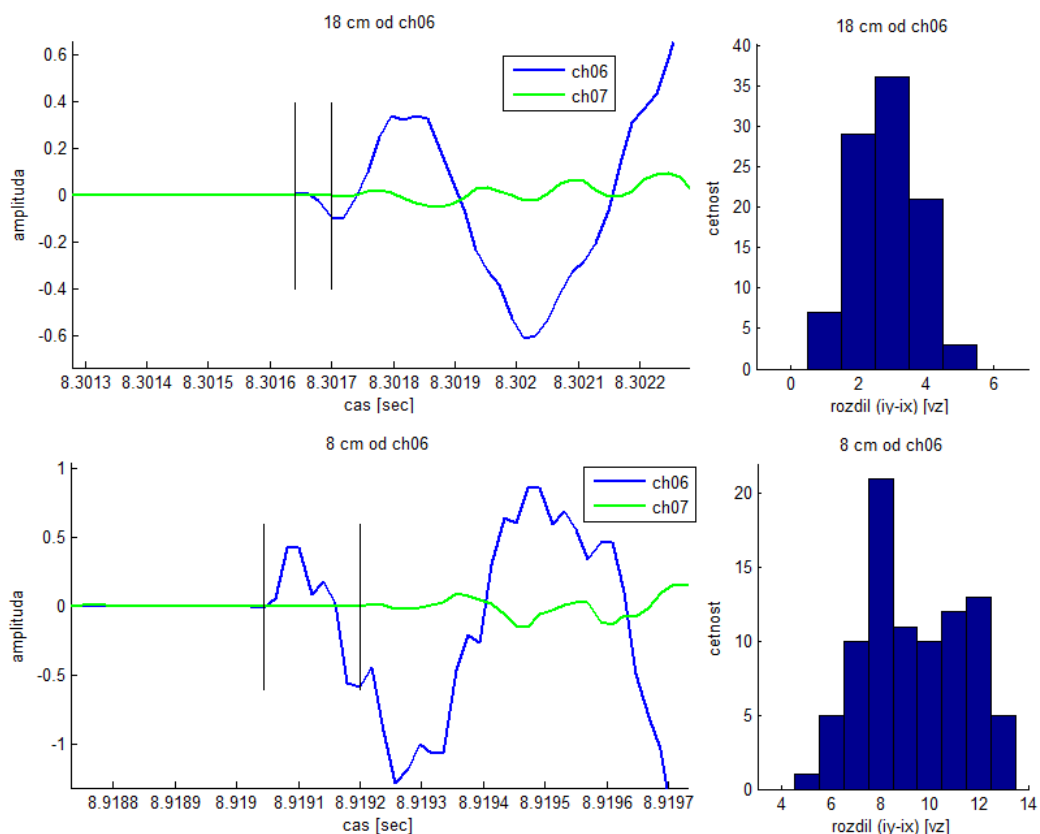 18 cm od ch06
amplituda
0.6
0.4
0.2
0
-0.2
-0.4
-0.6
ch06
ch07
8.3013 8.3014 8.3015 8.3016 8.3017 8.3018 8.3019 8.302 8.3021 8.3022
cas [sec]
18 cm od ch06
cetnost
40
35
30
25
20
15
10
5
0
0 2 4 6
rozdil (iy-ix) [vz]
8 cm od ch06
amplituda
1
0.5
0
-0.5
-1
ch06
ch07
8.9188 8.9189 8.919 8.9191 8.9192 8.9193 8.9194 8.9195 8.9196 8.9197
cas [sec]
8 cm od ch06
cetnost
20
15
10
5
0
4 6 8 10 12 14
rozdil (iy-ix) [vz]